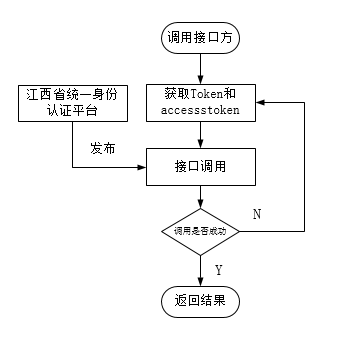 调用接口方
江西省统一身份
认证平台
获取Token和
accessstoken
发布
接口调用
调用是否成功
N
Y
返回结果